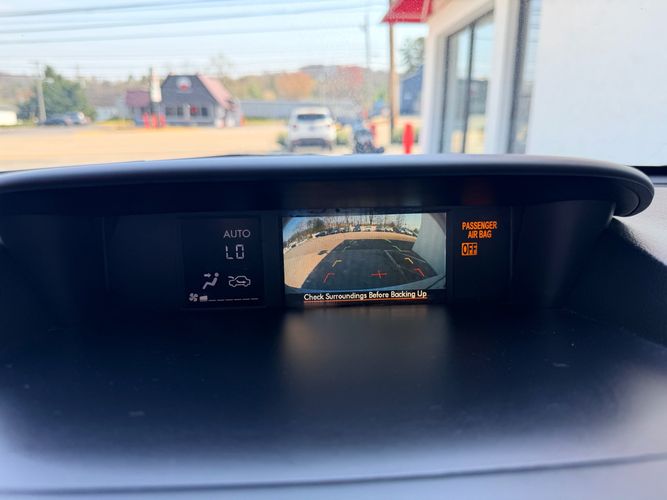 AUTO
LO
Check Surroundings Before Backing Up
PASSENGER
AIR BAG
OFF